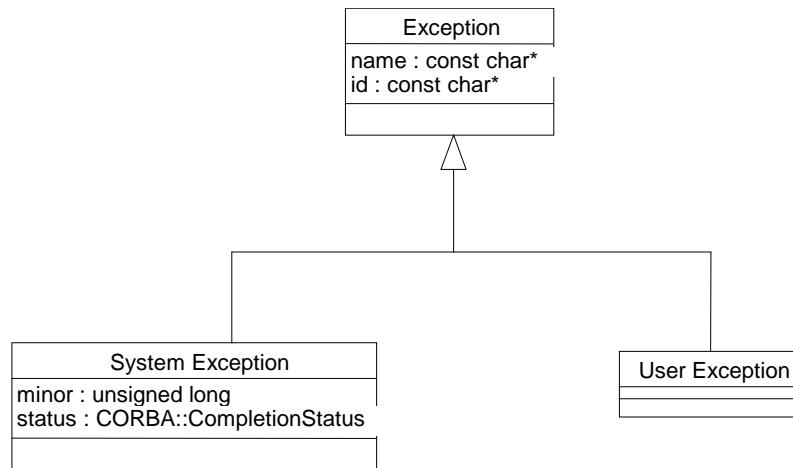 Exception
name : const char*
id : const char*
System Exception
minor : unsigned long
status : CORBA::CompletionStatus
User Exception